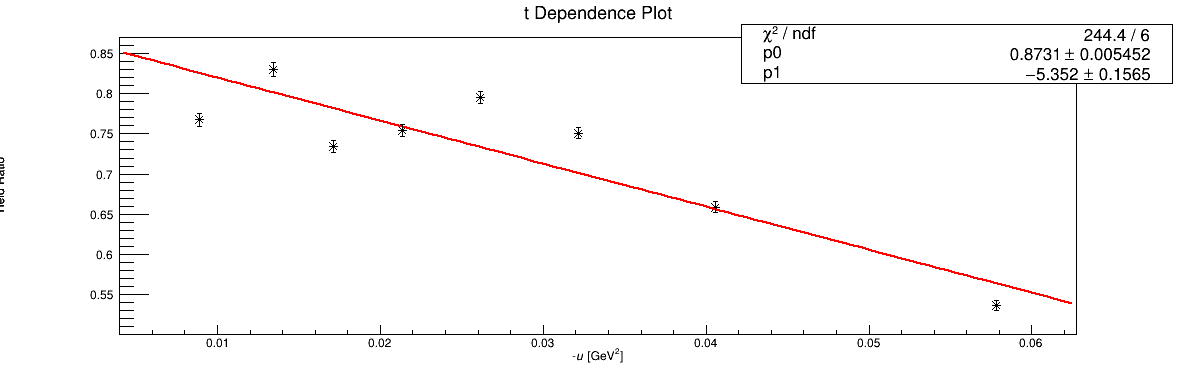 t Dependence Plot
χ² / ndf 244.4 / 6
p0 0.8731 ± 0.005452
p1 −5.352 ± 0.1565
0.85
0.8
0.75
0.7
0.65
0.6
0.55
0.01 0.02 0.03 0.04 0.05 0.06
-u [GeV²]